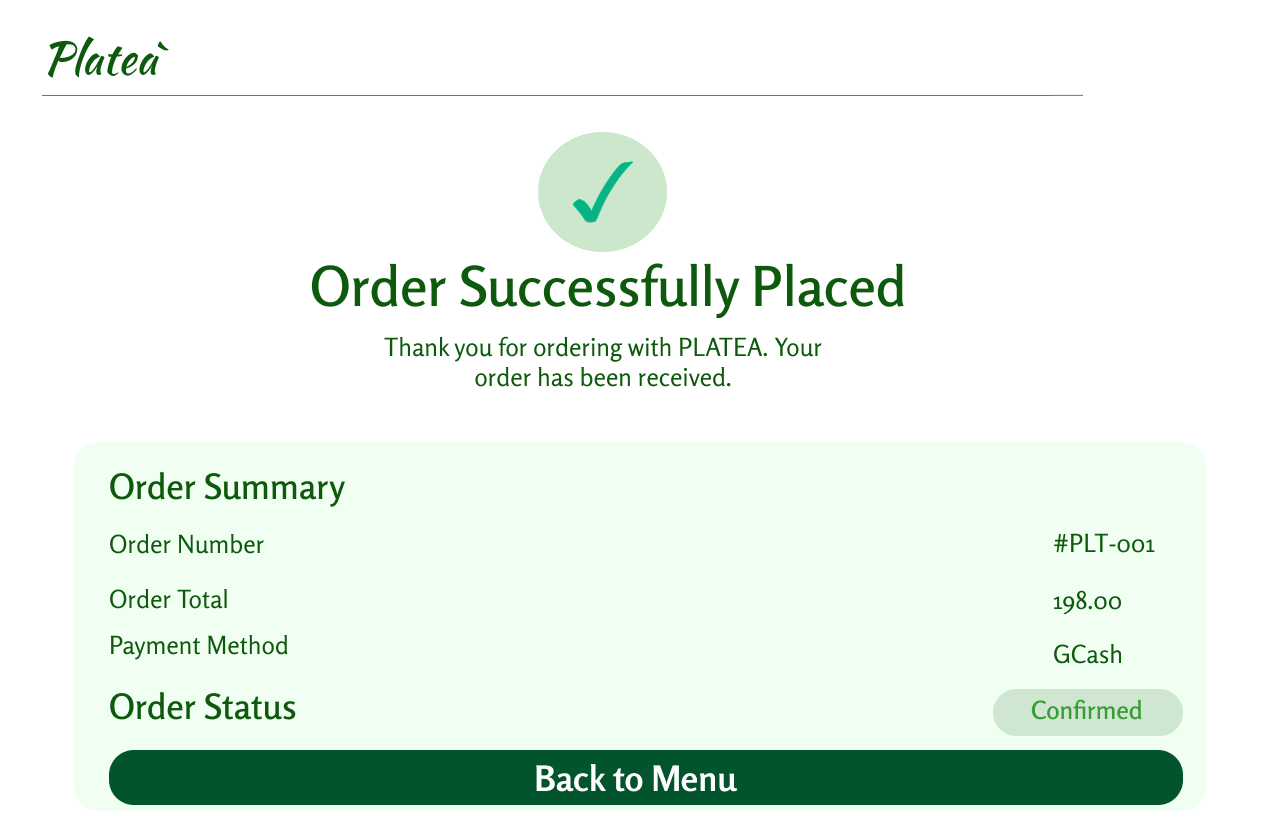 Plateà
Order Successfully Placed
Thank you for ordering with PLATEA. Your
order has been received.
Order Summary
Order Number #PLT-001
Order Total 198.00
Payment Method GCash
Order Status Confirmed
Back to Menu